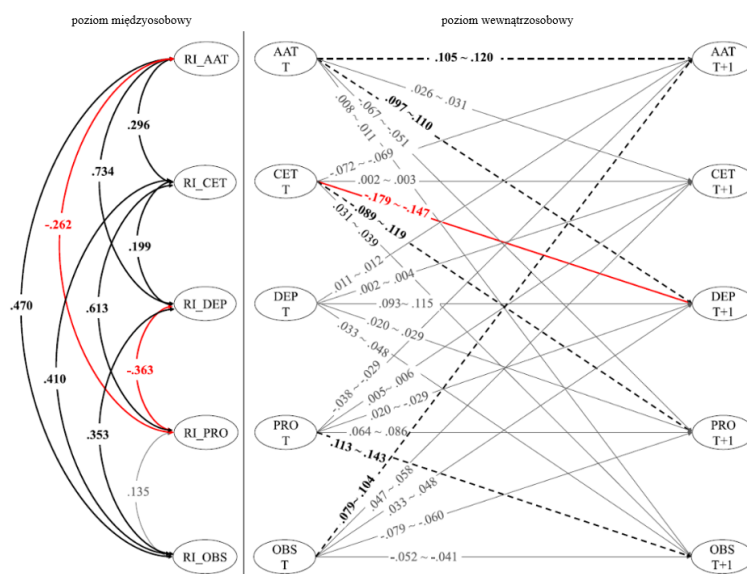 poziom międzyosobowy
poziom wewnątrzosobowy
RI_AAT
RI_CET
RI_DEP
RI_PRO
RI_OBS
.296
.734
-.262
.199
.470
.613
-.363
.410
.353
.135
AAT
T
CET
T
DEP
T
PRO
T
OBS
T
AAT
T+1
CET
T+1
DEP
T+1
PRO
T+1
OBS
T+1
.105 ~ .120
.026 ~ .031
.097 ~ .110
.067 ~ .051
.008 ~ .011
-.072 ~ -.069
.002 ~ .003
-.179 ~ -.147
.089 ~ .119
.031 ~ .039
.011 ~ .012
.002 ~ .004
.093 ~ .115
.020 ~ .029
.033 ~ .048
.005 ~ .006
.020 ~ .029
.064 ~ .086
.113 ~ .143
.079 ~ .104
.047 ~ .058
.033 ~ .048
-.079 ~ -.060
-.052 ~ -.041